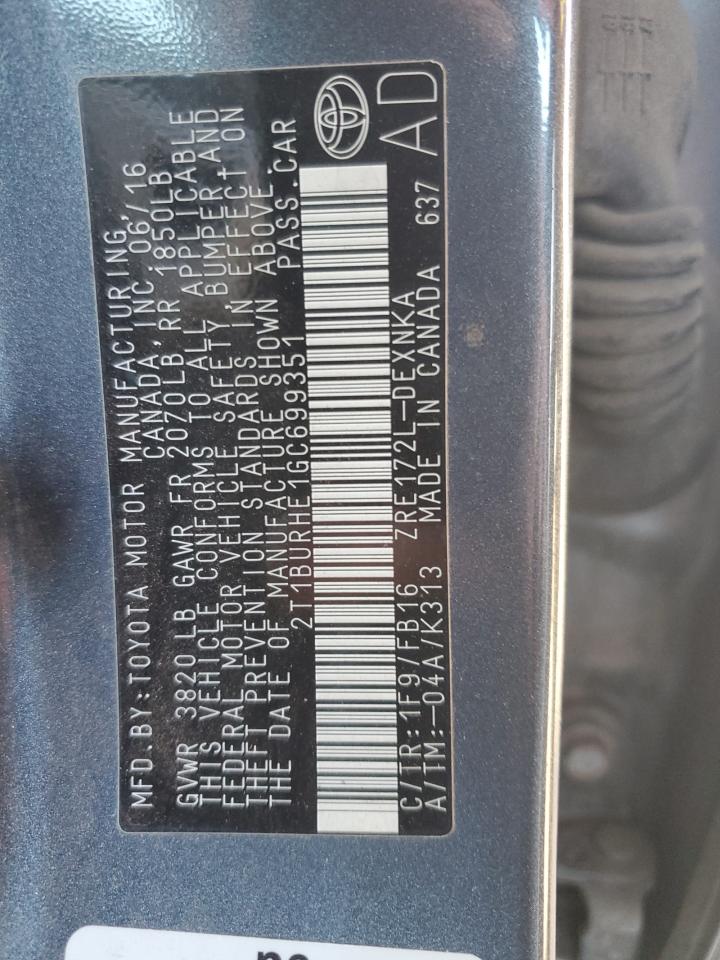 MFD.BY:TOYOTA MOTOR MANUFACTURING,
CANADA,INC. 06/16
GVWR 3820LB GAWR FR 2070LB,RR 1850LB
THIS VEHICLE CONFORMS TO ALL APPLICABLE
FEDERAL MOTOR VEHICLE SAFETY BUMPER,AND
THEFT PREVENTION STANDARDS IN EFFECT ON
THE DATE OF MANUFACTURE SHOWN ABOVE.
2T1BURHE1GC699351 PASS.CAR
C/TR:1F9/FB16 ZRE172L-DEXNKA
A/TM:-04A/K313 MADE IN CANADA 637 AD